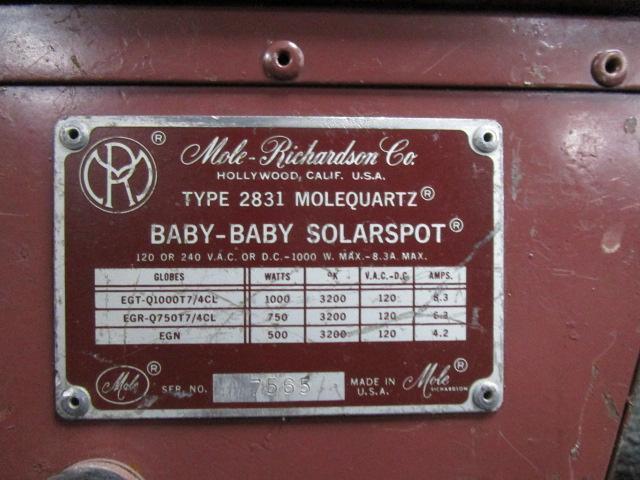 MR ®
Mole-Richardson Co.
HOLLYWOOD, CALIF. U.S.A.
TYPE 2831 MOLEQUARTZ®
BABY-BABY SOLARSPOT®
120 OR 240 V.A.C. OR D.C.-1000 W. MAX.-8.3A. MAX.
GLOBES WATTS °K V.A.C.-D.C. AMPS.
EGT-Q1000T7/4CL 1000 3200 120 8.3
EGR-Q750T7/4CL 750 3200 120 6.3
EGN 500 3200 120 4.2
Mole ® SER. NO. 7565 MADE IN U.S.A. Mole ®
RICHARDSON